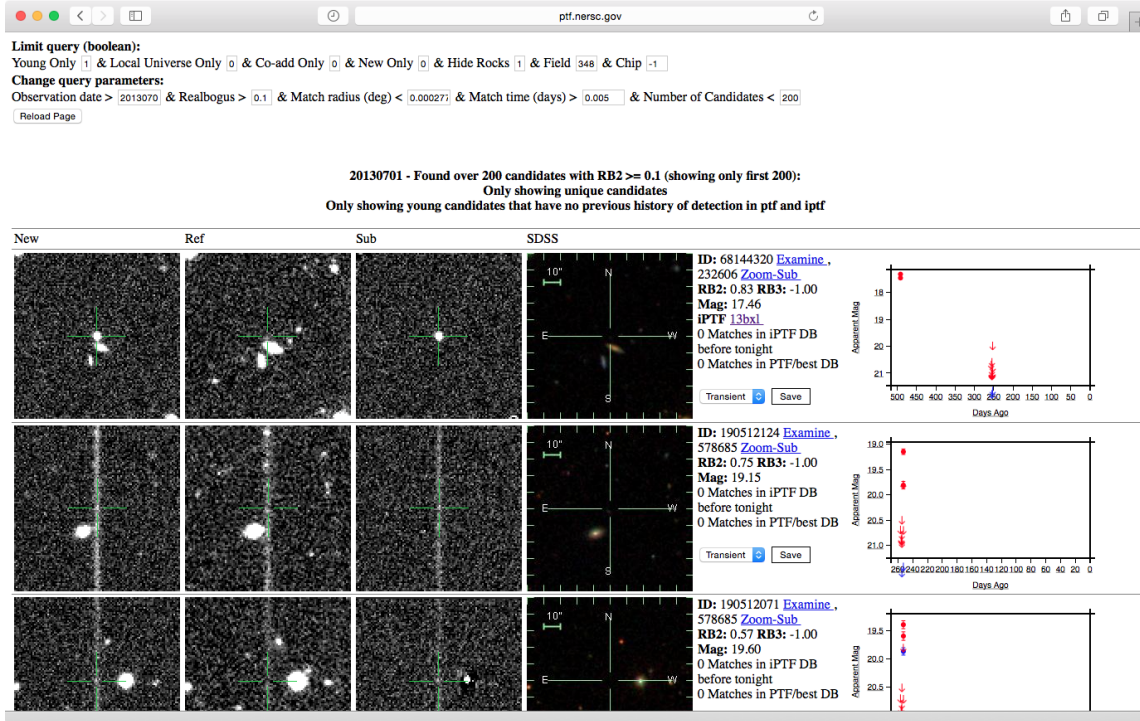 ptf.nersc.gov
Limit query (boolean):
Young Only 1 & Local Universe Only 0 & Co-add Only 0 & New Only 0 & Hide Rocks 1 & Field 348 & Chip -1
Change query parameters:
Observation date > 2013070 & Realbogus > 0.1 & Match radius (deg) < 0.000277 & Match time (days) > 0.005 & Number of Candidates < 200
Reload Page
20130701 - Found over 200 candidates with RB2 >= 0.1 (showing only first 200):
Only showing unique candidates
Only showing young candidates that have no previous history of detection in ptf and iptf
New Ref Sub SDSS
10"
N
E
W
S
ID: 68144320 Examine ,
232606 Zoom-Sub
RB2: 0.83 RB3: -1.00
Mag: 17.46
iPTF 13bxl
0 Matches in iPTF DB
before tonight
0 Matches in PTF/best DB
Transient Save
Apparent Mag
18
19
20
21
500 450 400 350 300 250 200 150 100 50 0
Days Ago
10"
N
E
W
S
ID: 190512124 Examine ,
578685 Zoom-Sub
RB2: 0.75 RB3: -1.00
Mag: 19.15
0 Matches in iPTF DB
before tonight
0 Matches in PTF/best DB
Transient Save
Apparent Mag
19.0
19.5
20.0
20.5
21.0
240 220 200 180 160 140 120 100 80 60 40 20 0
Days Ago
10"
N
E
W
ID: 190512071 Examine ,
578685 Zoom-Sub
RB2: 0.57 RB3: -1.00
Mag: 19.60
0 Matches in iPTF DB
before tonight
0 Matches in PTF/best DB
Apparent Mag
19.5
20.0
20.5